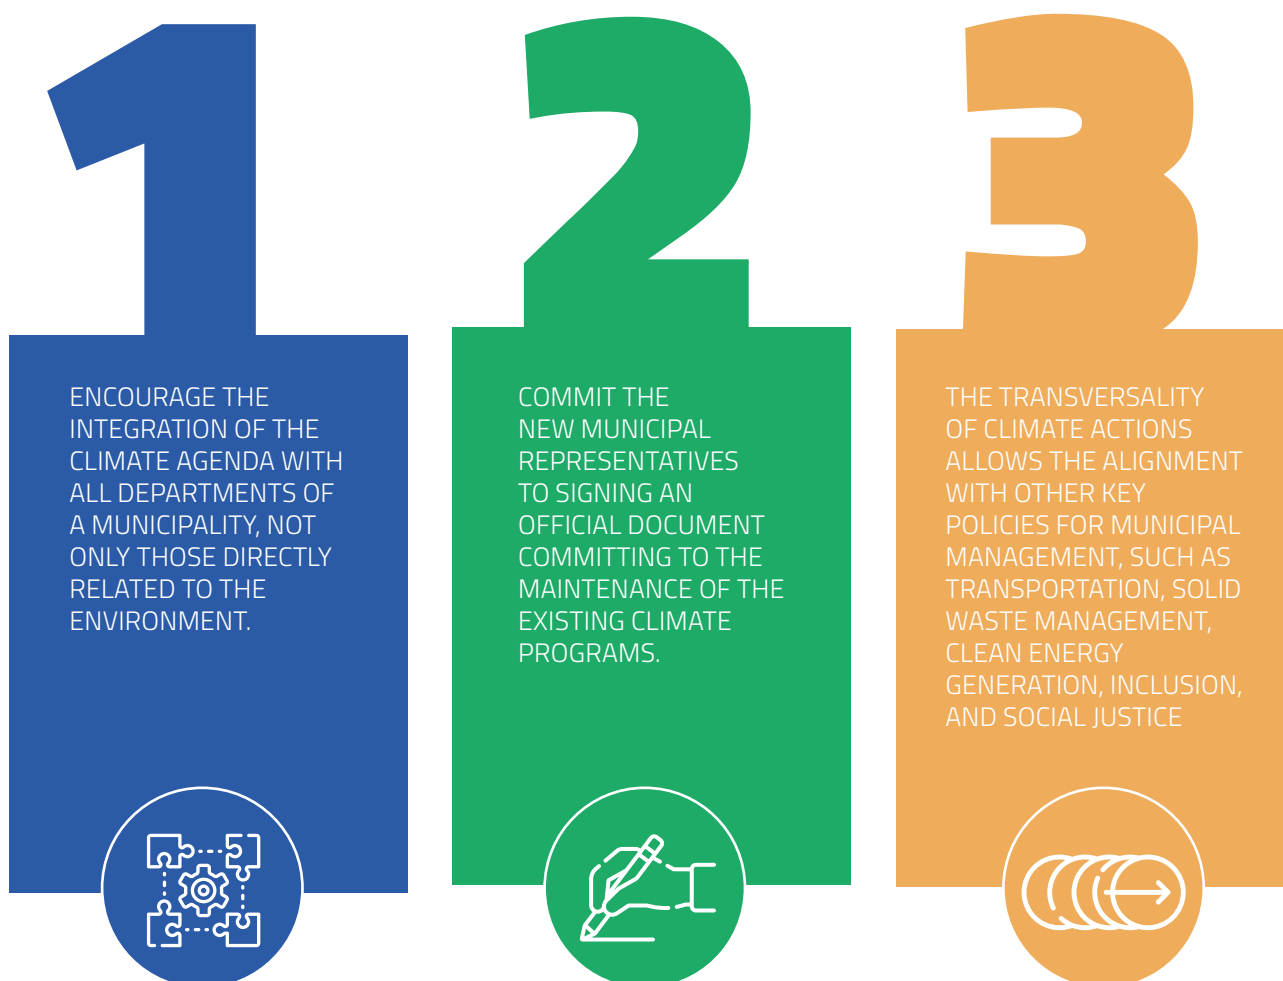 1
ENCOURAGE THE
INTEGRATION OF THE
CLIMATE AGENDA WITH
ALL DEPARTMENTS OF
A MUNICIPALITY, NOT
ONLY THOSE DIRECTLY
RELATED TO THE
ENVIRONMENT.
2
COMMIT THE
NEW MUNICIPAL
REPRESENTATIVES
TO SIGNING AN
OFFICIAL DOCUMENT
COMMITTING TO THE
MAINTENANCE OF THE
EXISTING CLIMATE
PROGRAMS.
3
THE TRANSVERSALITY
OF CLIMATE ACTIONS
ALLOWS THE ALIGNMENT
WITH OTHER KEY
POLICIES FOR MUNICIPAL
MANAGEMENT, SUCH AS
TRANSPORTATION, SOLID
WASTE MANAGEMENT,
CLEAN ENERGY
GENERATION, INCLUSION,
AND SOCIAL JUSTICE